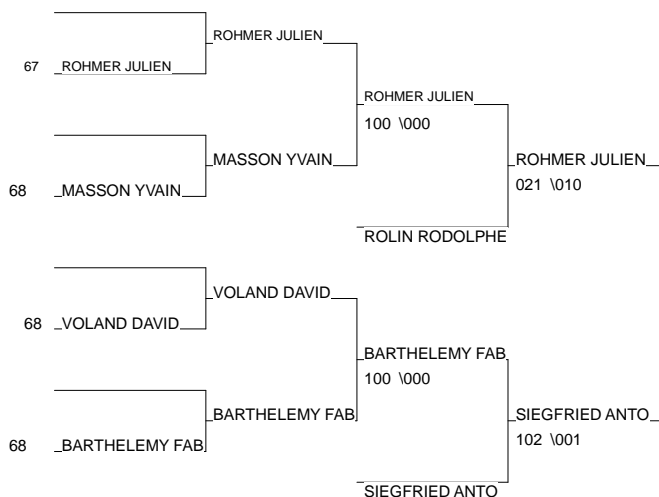 ROHMER JULIEN
67 ROHMER JULIEN
ROHMER JULIEN
100 \000
MASSON YVAIN
ROHMER JULIEN
68 MASSON YVAIN
021 \010
ROLIN RODOLPHE
VOLAND DAVID
68 VOLAND DAVID
BARTHELEMY FAB
100 \000
BARTHELEMY FAB
SIEGFRIED ANTO
68 BARTHELEMY FAB
102 \001
SIEGFRIED ANTO